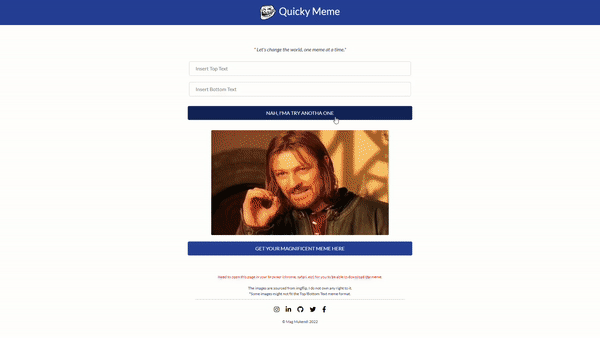 Quicky Meme
" Let's change the world, one meme at a time."
Insert Top Text
Insert Bottom Text
NAH, I'MA TRY ANOTHA ONE
GET YOUR MAGNIFICENT MEME HERE
Need to open this page in your browser (chrome, safari, etc) for you to be able to download the meme.
The images are sourced from imgflip, I do not own any right to it.
*Some images might not fit the Top/Bottom Text meme format.
2022